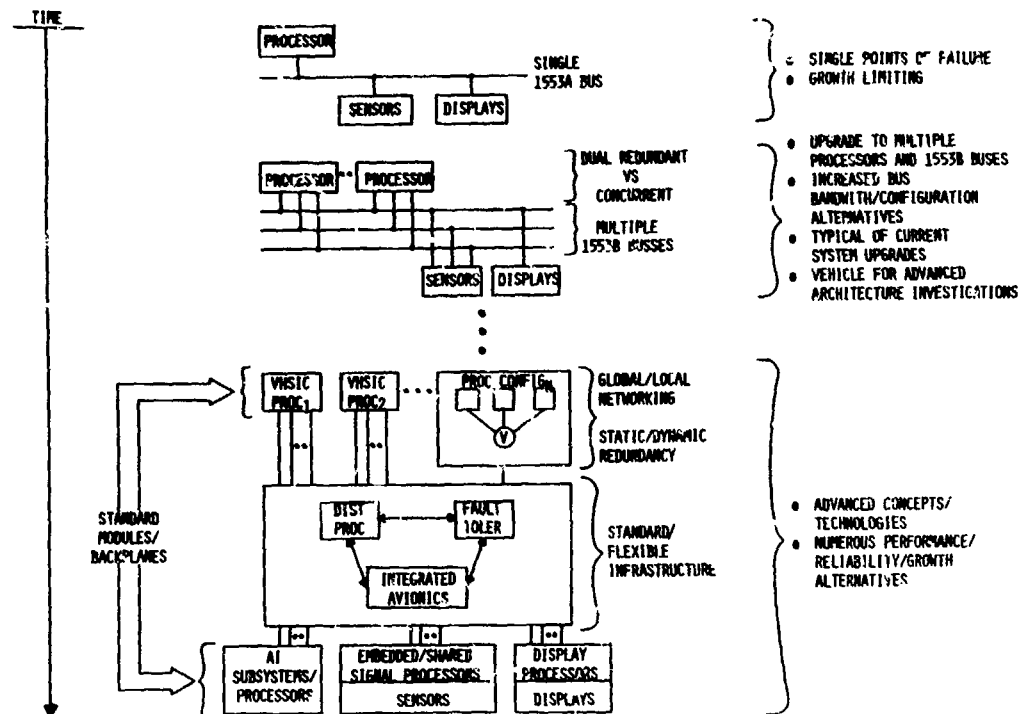 TIME
PROCESSOR
SINGLE
1553A BUS
SENSORS
DISPLAYS
SINGLE POINTS OF FAILURE
● GROWTH LIMITING
PROCESSOR
PROCESSOR
DUAL REDUNDANT
VS
CONCURRENT
MULTIPLE
1553B BUSSES
SENSORS
DISPLAYS
● UPGRADE TO MULTIPLE
PROCESSORS AND 1553B BUSES
● INCREASED BUS
BANDWITH/CONFIGURATION
ALTERNATIVES
● TYPICAL OF CURRENT
SYSTEM UPGRADES
● VEHICLE FOR ADVANCED
ARCHITECTURE INVESTIGATIONS
VHSIC
PROC1
VHSIC
PROC2
PROC CONFIGN
V
GLOBAL/LOCAL
NETWORKING
STATIC/DYNAMIC
REDUNDANCY
STANDARD
MODULES/
BACKPLANES
DIST
PROC
FAULT
TOLER
INTEGRATED
AVIONICS
STANDARD/
FLEXIBLE
INFRASTRUCTURE
● ADVANCED CONCEPTS/
TECHNOLOGIES
● NUMEROUS PERFORMANCE/
RELIABILITY/GROWTH
ALTERNATIVES
AI
SUBSYSTEMS/
PROCESSORS
EMBEDDED/SHARED
SIGNAL PROCESSORS
SENSORS
DISPLAY
PROCESSORS
DISPLAYS